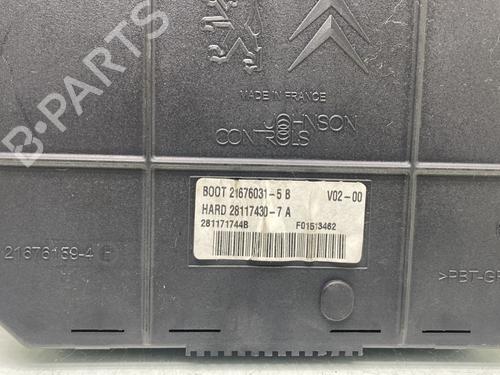 MADE IN FRANCE
JOHNSON
CONTROLS
BOOT 21676031-5 B V02-00
HARD 28117430-7 A
281171744B F01513462
21676159-4
>PBT-GF
B-PARTS